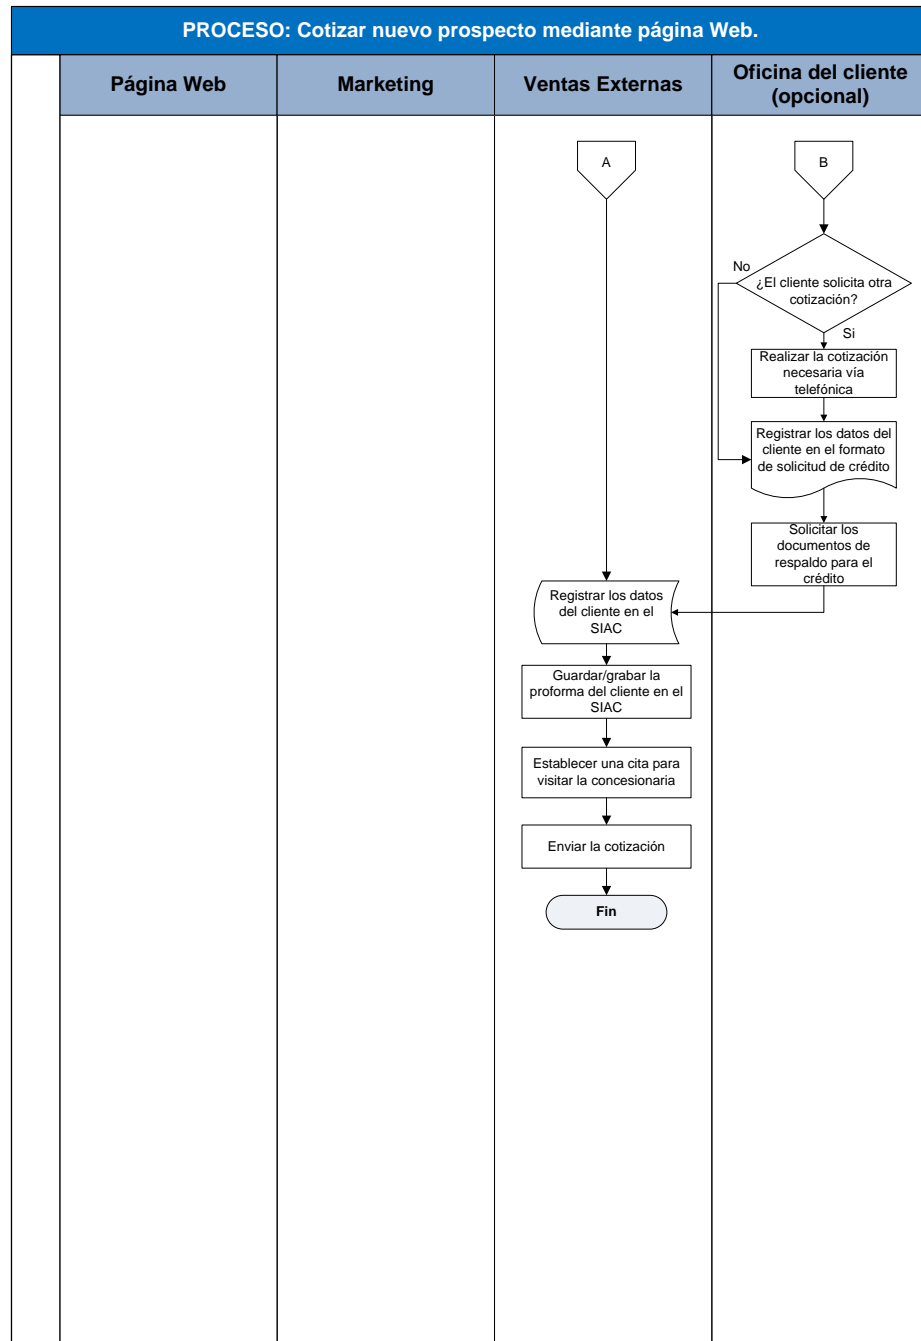 PROCESO: Cotizar nuevo prospecto mediante página Web.
Página Web
Marketing
Ventas Externas
Oficina del cliente
(opcional)
A
B
No
¿El cliente solicita otra
cotización?
Si
Realizar la cotización
necesaria vía
telefónica
Registrar los datos del
cliente en el formato
de solicitud de crédito
Solicitar los
documentos de
respaldo para el
crédito
Registrar los datos
del cliente en el
SIAC
Guardar/grabar la
proforma del cliente en el
SIAC
Establecer una cita para
visitar la concesionaria
Enviar la cotización
Fin